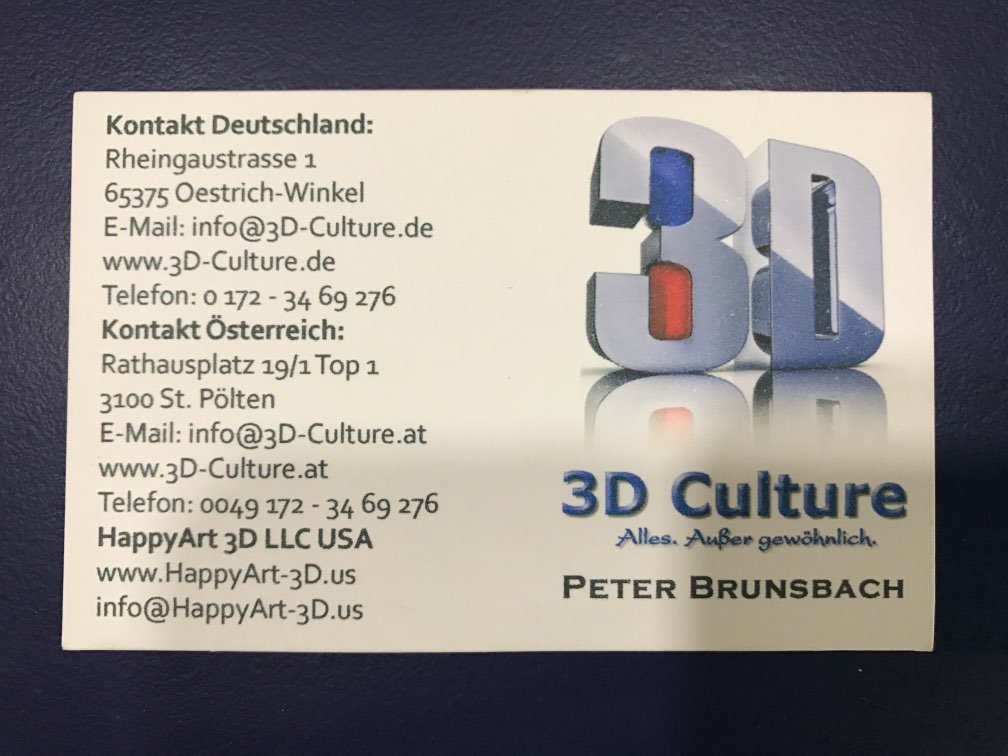 Kontakt Deutschland:
Rheingaustrasse 1
65375 Oestrich-Winkel
E-Mail: info@3D-Culture.de
www.3D-Culture.de
Telefon: 0 172 - 34 69 276
Kontakt Österreich:
Rathausplatz 19/1 Top 1
3100 St. Pölten
E-Mail: info@3D-Culture.at
www.3D-Culture.at
Telefon: 0049 172 - 34 69 276
HappyArt 3D LLC USA
www.HappyArt-3D.us
info@HappyArt-3D.us
3D
3D Culture
Alles. Außer gewöhnlich.
PETER BRUNSBACH